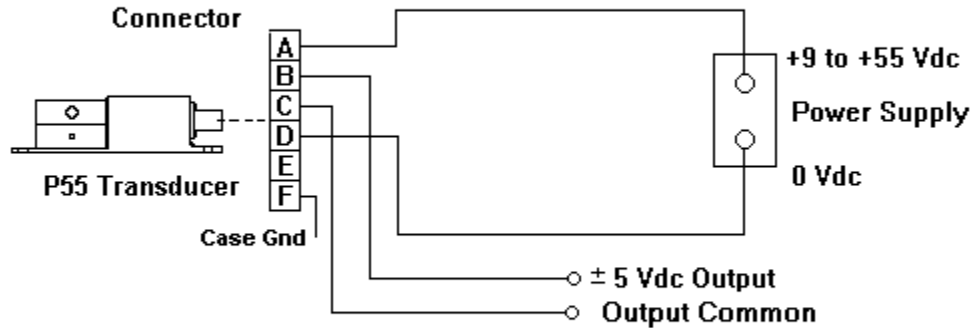 Connector
A
B
C
D
E
F
+9 to +55 Vdc
Power Supply
0 Vdc
P55 Transducer
Case Gnd
± 5 Vdc Output
Output Common